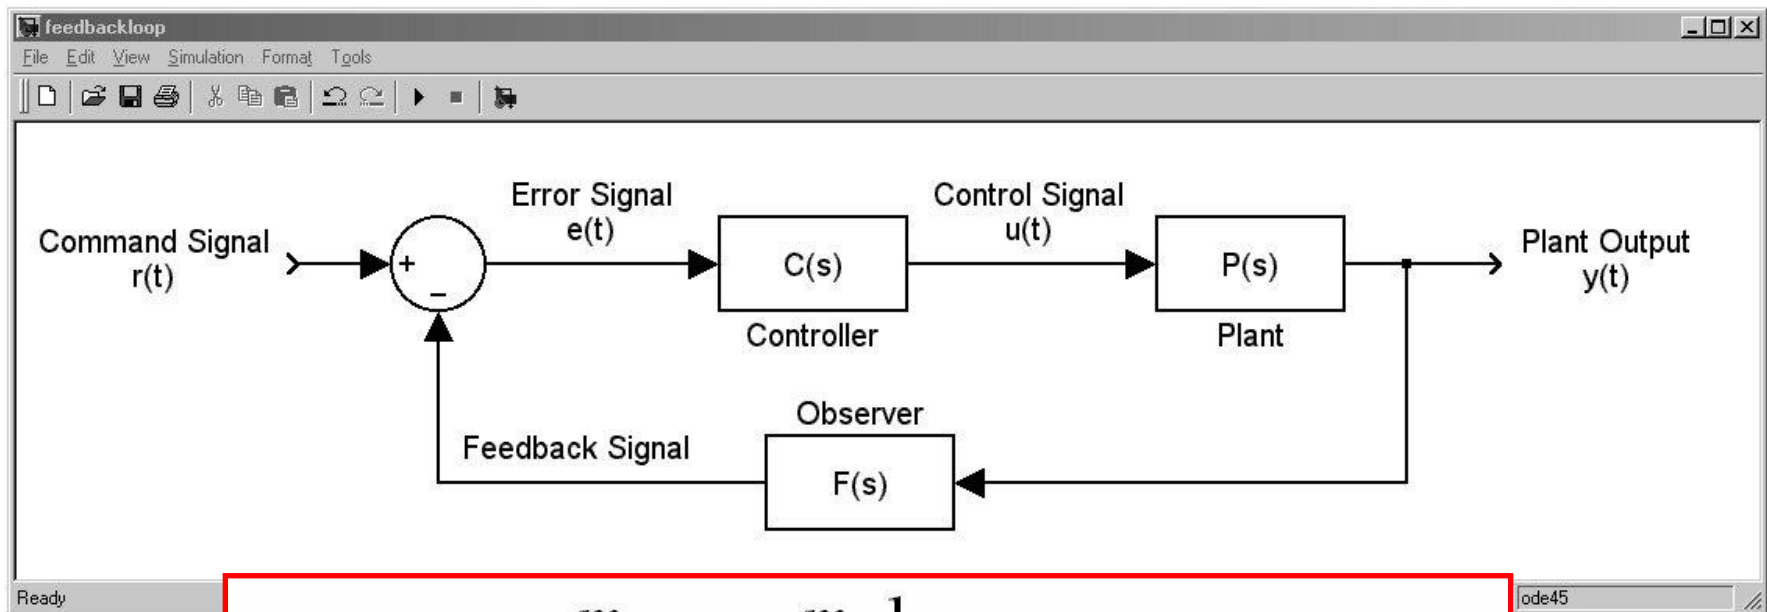 feedbackloop
File Edit View Simulation Format Tools
Error Signal
e(t)
Control Signal
u(t)
Command Signal
r(t)
+
−
C(s)
P(s)
Plant Output
y(t)
Controller
Plant
Observer
Feedback Signal
F(s)
Ready
ode45